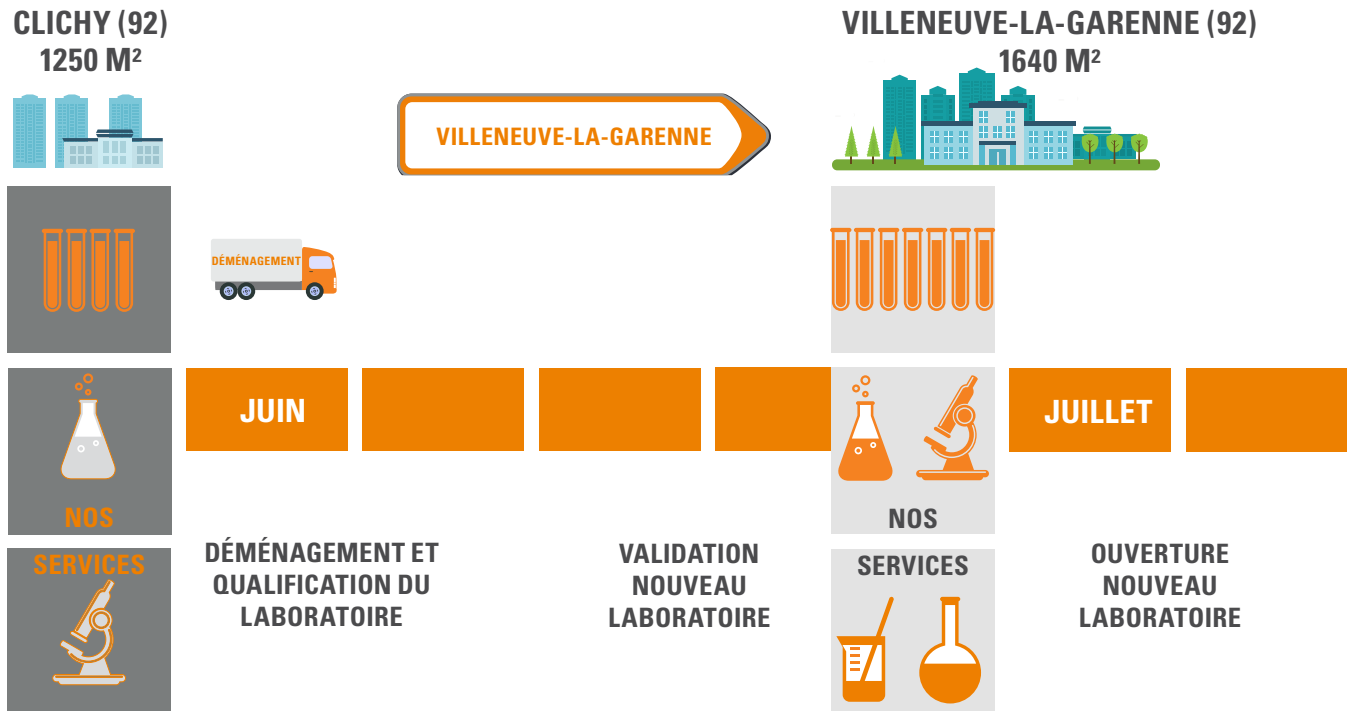 CLICHY (92)
1250 M²
VILLENEUVE-LA-GARENNE (92)
1640 M²
VILLENEUVE-LA-GARENNE
DÉMÉNAGEMENT
JUIN
JUILLET
NOS
SERVICES
DÉMÉNAGEMENT ET
QUALIFICATION DU
LABORATOIRE
VALIDATION
NOUVEAU
LABORATOIRE
NOS
SERVICES
OUVERTURE
NOUVEAU
LABORATOIRE